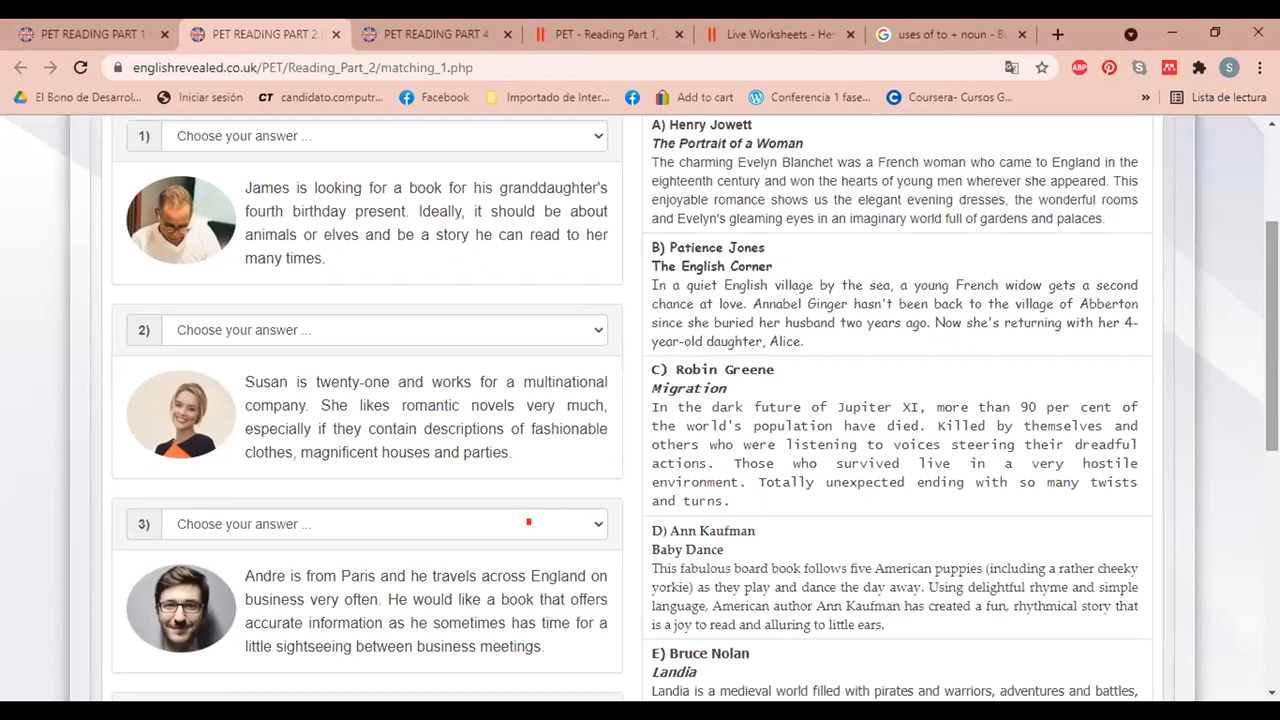 PET READING PART 1
PET READING PART 2
PET READING PART 4
PET - Reading Part 1,
Live Worksheets - He
uses of to + noun - Bu
englishrevealed.co.uk/PET/Reading_Part_2/matching_1.php
ABP
S
El Bono de Desarrol...
Iniciar sesión
CT candidato.computr...
Facebook
Importado de Inter...
Add to cart
Conferencia 1 fase...
Coursera- Cursos G...
»
Lista de lectura
1) Choose your answer ...
James is looking for a book for his granddaughter's
fourth birthday present. Ideally, it should be about
animals or elves and be a story he can read to her
many times.
2) Choose your answer ...
Susan is twenty-one and works for a multinational
company. She likes romantic novels very much,
especially if they contain descriptions of fashionable
clothes, magnificent houses and parties.
3) Choose your answer ...
Andre is from Paris and he travels across England on
business very often. He would like a book that offers
accurate information as he sometimes has time for a
little sightseeing between business meetings.
A) Henry Jowett
The Portrait of a Woman
The charming Evelyn Blanchet was a French woman who came to England in the
eighteenth century and won the hearts of young men wherever she appeared. This
enjoyable romance shows us the elegant evening dresses, the wonderful rooms
and Evelyn's gleaming eyes in an imaginary world full of gardens and palaces.
B) Patience Jones
The English Corner
In a quiet English village by the sea, a young French widow gets a second
chance at love. Annabel Ginger hasn't been back to the village of Abberton
since she buried her husband two years ago. Now she's returning with her 4-
year-old daughter, Alice.
C) Robin Greene
Migration
In the dark future of Jupiter XI, more than 90 per cent of
the world's population have died. Killed by themselves and
others who were listening to voices steering their dreadful
actions. Those who survived live in a very hostile
environment. Totally unexpected ending with so many twists
and turns.
D) Ann Kaufman
Baby Dance
This fabulous board book follows five American puppies (including a rather cheeky
yorkie) as they play and dance the day away. Using delightful rhyme and simple
language, American author Ann Kaufman has created a fun, rhythmical story that
is a joy to read and alluring to little ears.
E) Bruce Nolan
Landia
Landia is a medieval world filled with pirates and warriors, adventures and battles,